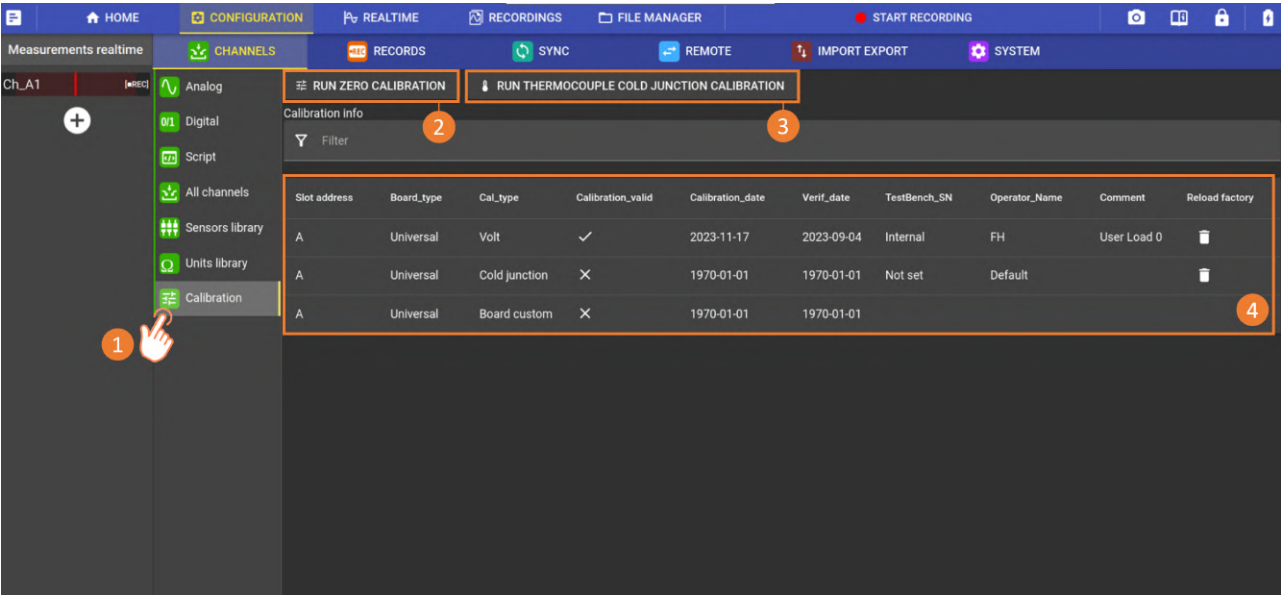 HOME CONFIGURATION REALTIME RECORDINGS FILE MANAGER START RECORDING
Measurements realtime CHANNELS REC RECORDS SYNC REMOTE IMPORT EXPORT SYSTEM
Ch_A1 [●REC]
Analog
0/1 Digital
Script
All channels
Sensors library
Ω Units library
Calibration
1
RUN ZERO CALIBRATION RUN THERMOCOUPLE COLD JUNCTION CALIBRATION
2 3
Calibration info
Filter
Slot address Board_type Cal_type Calibration_valid Calibration_date Verif_date TestBench_SN Operator_Name Comment Reload factory
A Universal Volt ✓ 2023-11-17 2023-09-04 Internal FH User Load 0
A Universal Cold junction ✕ 1970-01-01 1970-01-01 Not set Default
A Universal Board custom ✕ 1970-01-01 1970-01-01
4